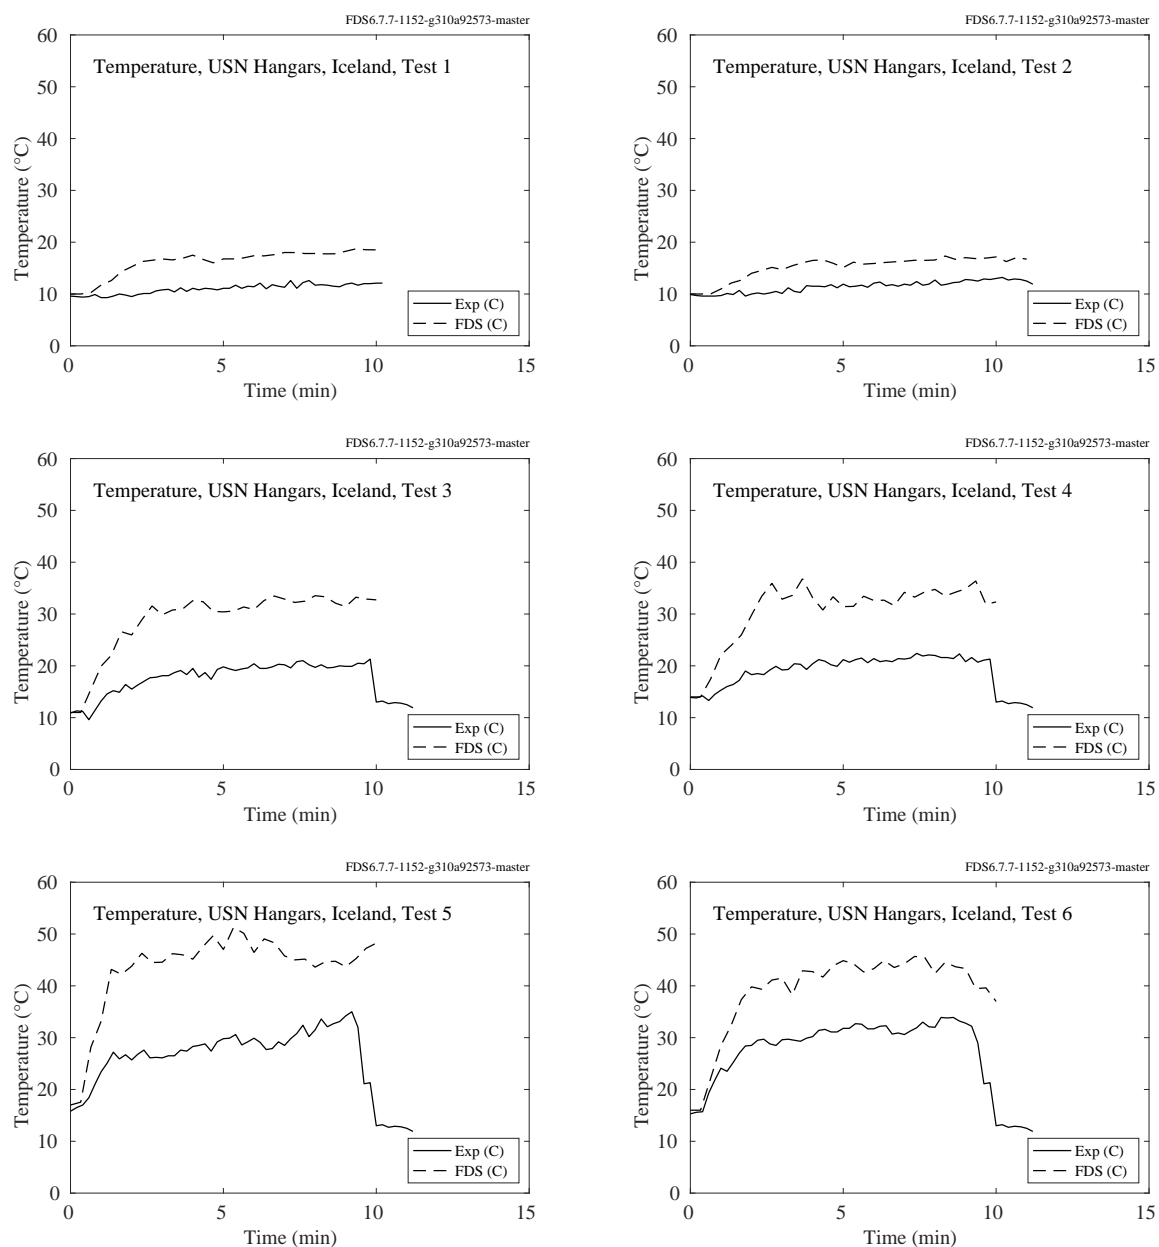 FDS6.7.7-1152-g310a92573-master
Temperature, USN Hangars, Iceland, Test 1
Temperature (°C)
60
50
40
30
20
10
0
Exp (C)
FDS (C)
0 5 10 15
Time (min)
FDS6.7.7-1152-g310a92573-master
Temperature, USN Hangars, Iceland, Test 2
Temperature (°C)
60
50
40
30
20
10
0
Exp (C)
FDS (C)
0 5 10 15
Time (min)
FDS6.7.7-1152-g310a92573-master
Temperature, USN Hangars, Iceland, Test 3
Temperature (°C)
60
50
40
30
20
10
0
Exp (C)
FDS (C)
0 5 10 15
Time (min)
FDS6.7.7-1152-g310a92573-master
Temperature, USN Hangars, Iceland, Test 4
Temperature (°C)
60
50
40
30
20
10
0
Exp (C)
FDS (C)
0 5 10 15
Time (min)
FDS6.7.7-1152-g310a92573-master
Temperature, USN Hangars, Iceland, Test 5
Temperature (°C)
60
50
40
30
20
10
0
Exp (C)
FDS (C)
0 5 10 15
Time (min)
FDS6.7.7-1152-g310a92573-master
Temperature, USN Hangars, Iceland, Test 6
Temperature (°C)
60
50
40
30
20
10
0
Exp (C)
FDS (C)
0 5 10 15
Time (min)